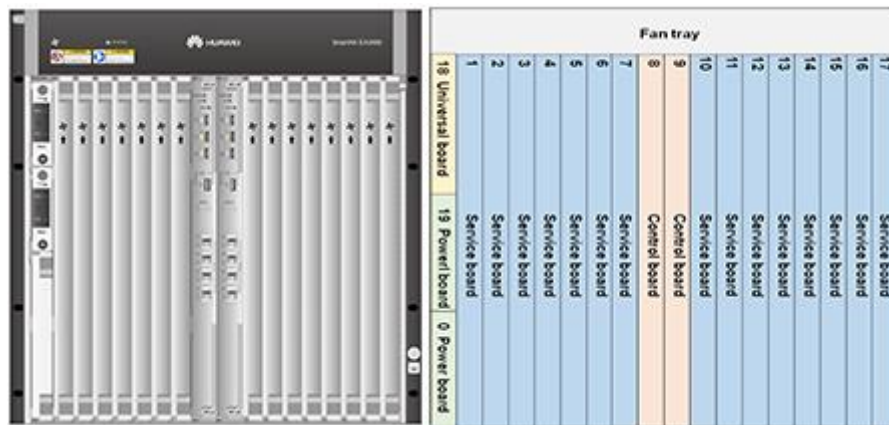 HUAWEI
Fan tray
18 Universal board
19 Powerl board
0 Power board
1 Service board
2 Service board
3 Service board
4 Service board
5 Service board
6 Service board
7 Service board
8 Control board
9 Control board
10 Service board
11 Service board
12 Service board
13 Service board
14 Service board
15 Service board
16 Service board
17 Service board